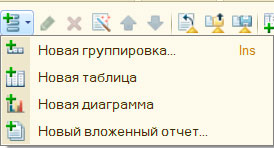 Новая группировка... Ins
Новая таблица
Новая диаграмма
Новый вложенный отчет...